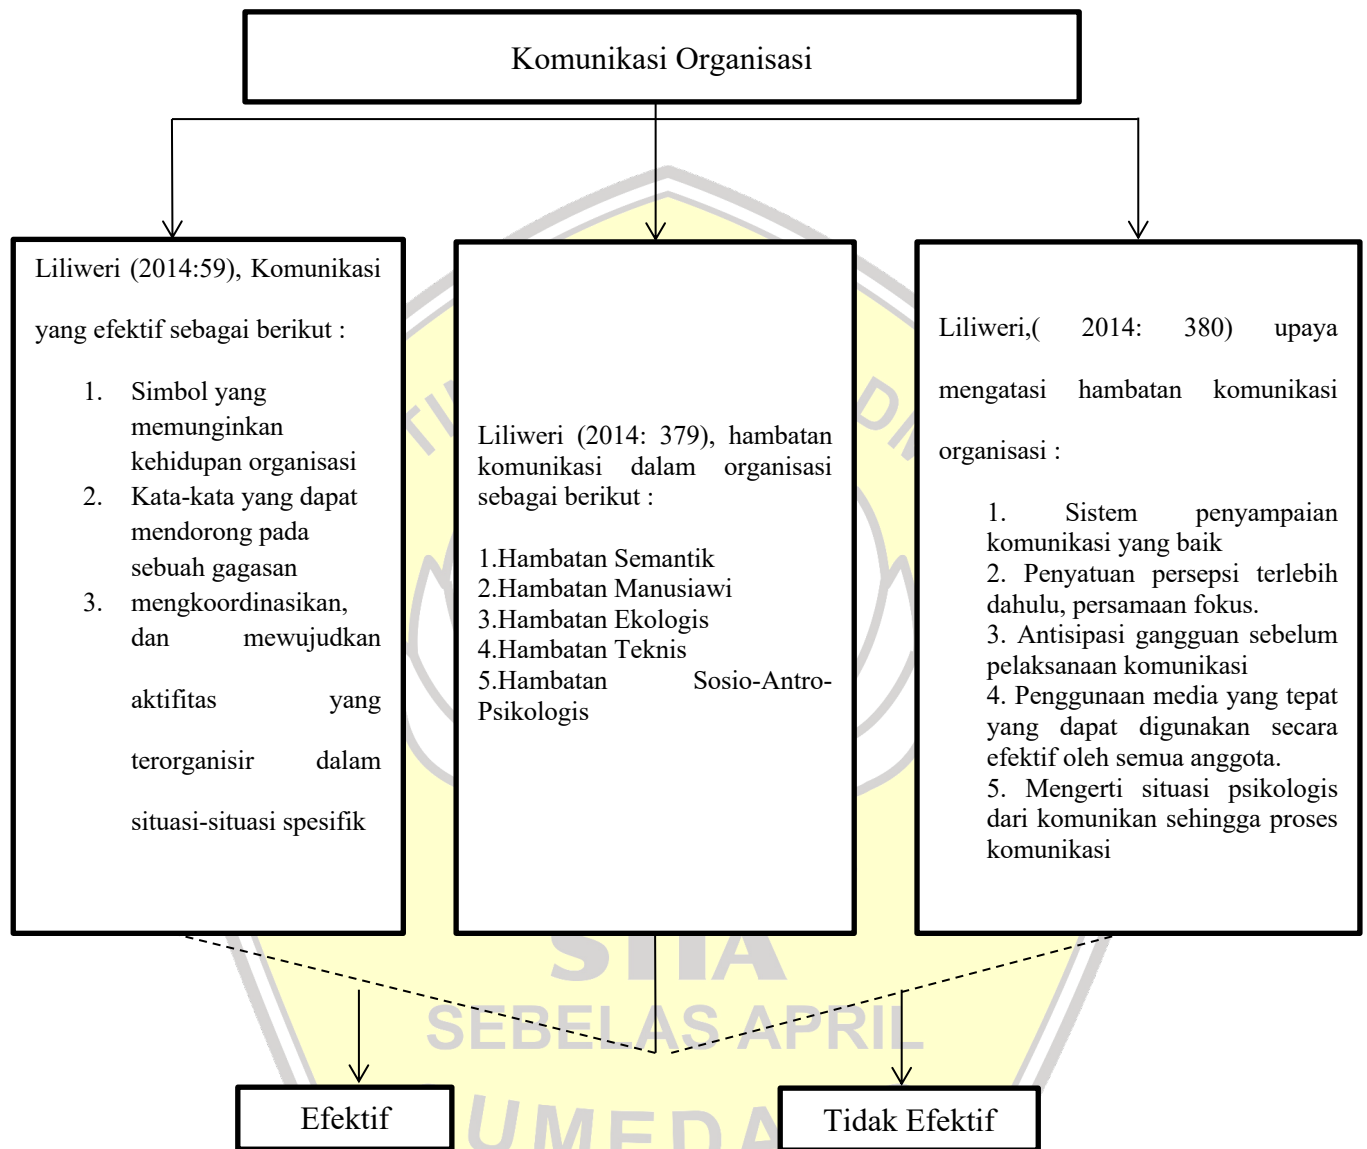 Komunikasi Organisasi
Liliweri (2014:59), Komunikasi
yang efektif sebagai berikut :
1. Simbol yang
memunginkan
kehidupan organisasi
2. Kata-kata yang dapat
mendorong pada
sebuah gagasan
3. mengkoordinasikan,
dan mewujudkan
aktifitas yang
terorganisir dalam
situasi-situasi spesifik
Liliweri (2014: 379), hambatan
komunikasi dalam organisasi
sebagai berikut :
1.Hambatan Semantik
2.Hambatan Manusiawi
3.Hambatan Ekologis
4.Hambatan Teknis
5.Hambatan Sosio-Antro-
Psikologis
Liliweri,( 2014: 380) upaya
mengatasi hambatan komunikasi
organisasi :
1. Sistem penyampaian
komunikasi yang baik
2. Penyatuan persepsi terlebih
dahulu, persamaan fokus.
3. Antisipasi gangguan sebelum
pelaksanaan komunikasi
4. Penggunaan media yang tepat
yang dapat digunakan secara
efektif oleh semua anggota.
5. Mengerti situasi psikologis
dari komunikan sehingga proses
komunikasi
SEBELAS APRIL
Efektif
Tidak Efektif